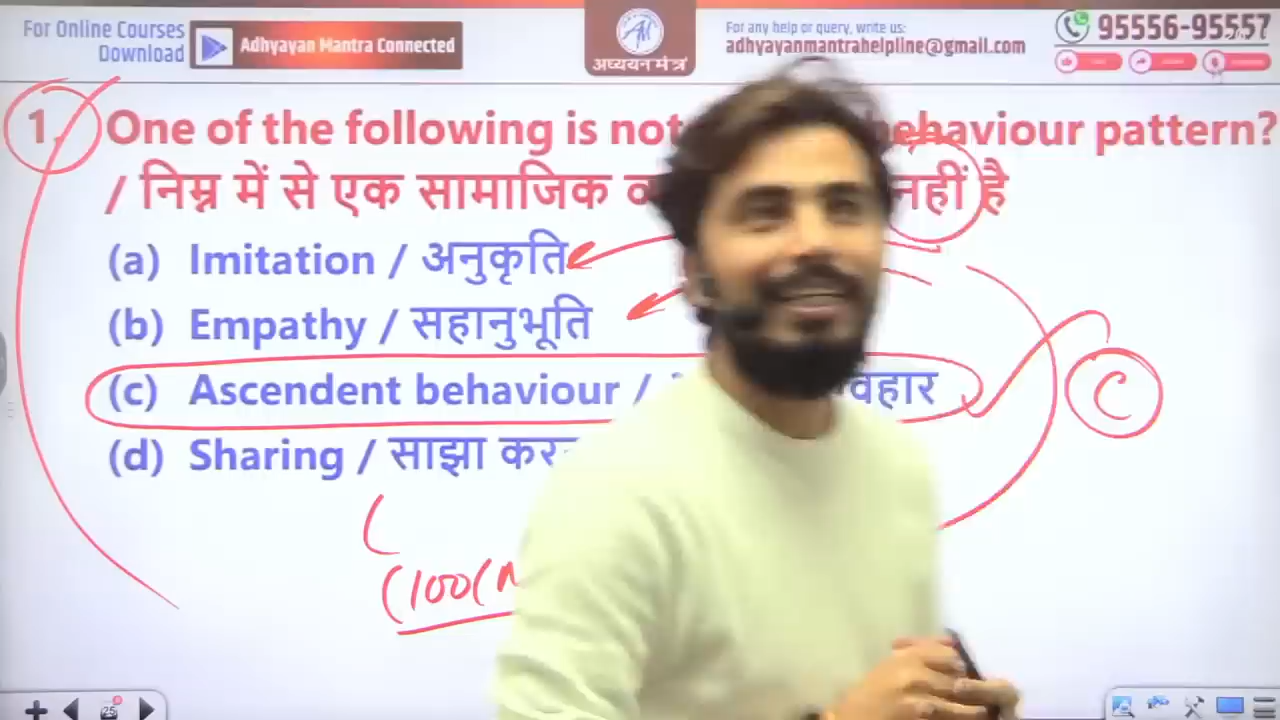 For Online Courses
Download
Adhyayan Mantra Connected
अध्ययन मंत्र
For any help or query, write us:
adhyayanmantrahelpline@gmail.com
95556-95557
1. One of the following is not behaviour pattern?
/ निम्न में से एक सामाजिक नहीं है
(a) Imitation / अनुकृति
(b) Empathy / सहानुभूति
(c) Ascendent behaviour /
(d) Sharing / साझा
C
(100(
25